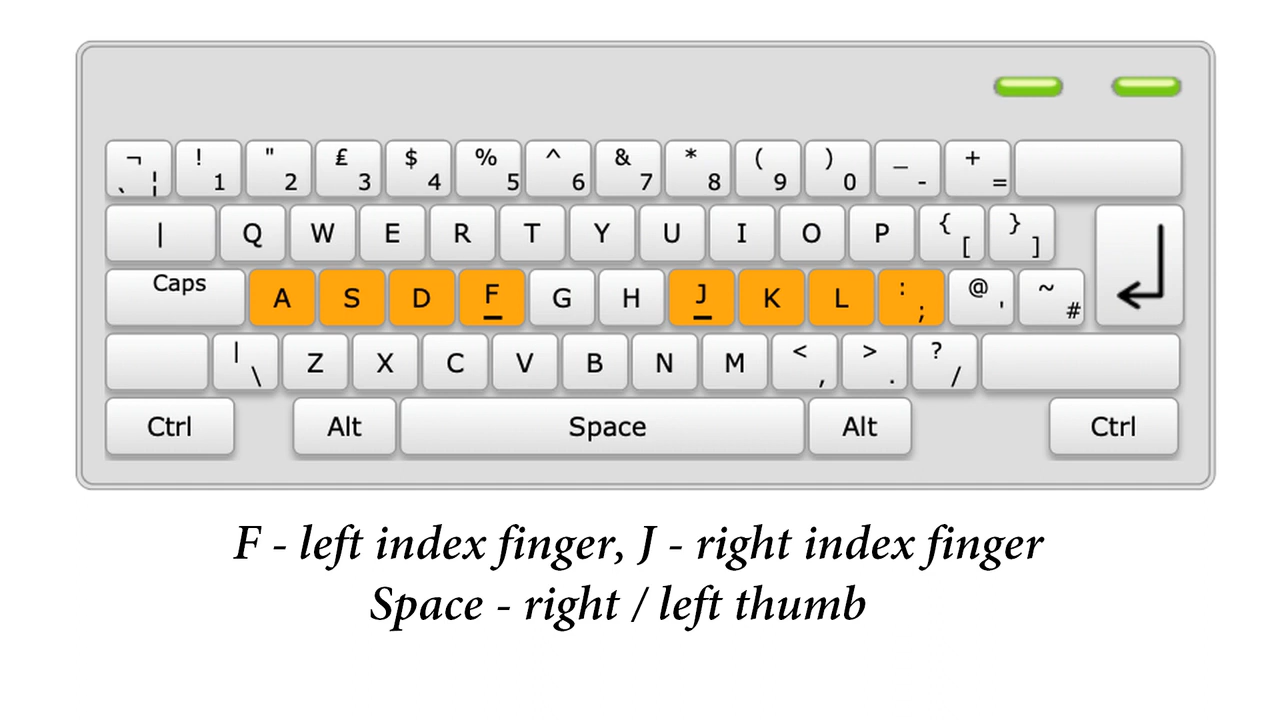 ¬ ! " £ $ % ^ & * ( ) _ +
` ¦ 1 2 3 4 5 6 7 8 9 0 - =
| Q W E R T Y U I O P { [ } ]
Caps A S D F G H J K L : ; @ ' ~ #
| \ Z X C V B N M < , > . ? /
Ctrl Alt Space Alt Ctrl
F - left index finger, J - right index finger
Space - right / left thumb